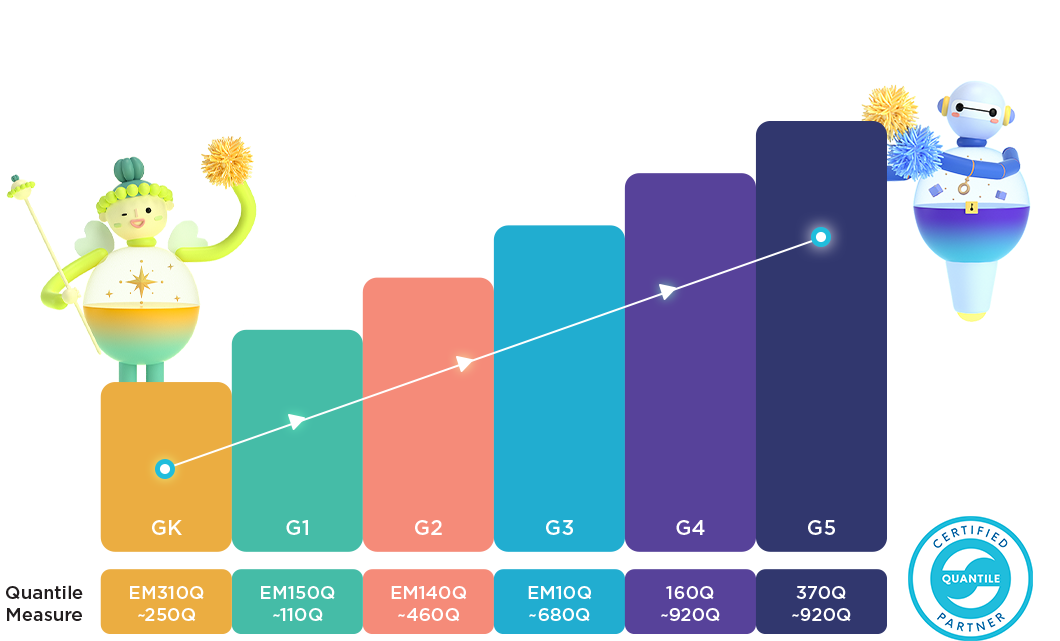 GK
G1
G2
G3
G4
G5
Quantile
Measure
EM310Q
~250Q
EM150Q
~110Q
EM140Q
~460Q
EM10Q
~680Q
160Q
~920Q
370Q
~920Q
CERTIFIED
QUANTILE
PARTNER